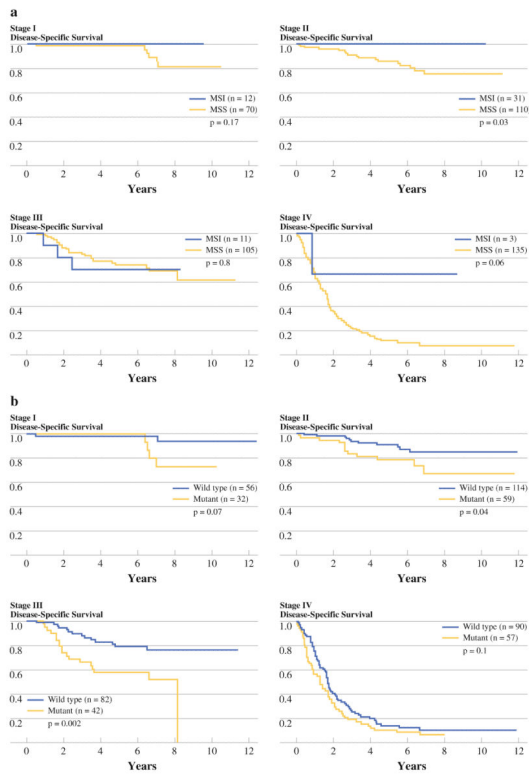 a
Stage I
Disease-Specific Survival
1.0
0.8
0.6
0.4
0.2
MSI (n = 12)
MSS (n = 70)
p = 0.17
0 2 4 6 8 10 12
Years
Stage II
Disease-Specific Survival
1.0
0.8
0.6
0.4
0.2
MSI (n = 31)
MSS (n = 110)
p = 0.03
0 2 4 6 8 10 12
Years
Stage III
Disease-Specific Survival
1.0
0.8
0.6
0.4
0.2
MSI (n = 11)
MSS (n = 105)
p = 0.8
0 2 4 6 8 10 12
Years
Stage IV
Disease-Specific Survival
1.0
0.8
0.6
0.4
0.2
MSI (n = 3)
MSS (n = 135)
p = 0.06
0 2 4 6 8 10 12
Years
b
Stage I
Disease-Specific Survival
1.0
0.8
0.6
0.4
0.2
Wild type (n = 56)
Mutant (n = 32)
p = 0.07
0 2 4 6 8 10 12
Years
Stage II
Disease-Specific Survival
1.0
0.8
0.6
0.4
0.2
Wild type (n = 114)
Mutant (n = 59)
p = 0.04
0 2 4 6 8 10 12
Years
Stage III
Disease-Specific Survival
1.0
0.8
0.6
0.4
0.2
Wild type (n = 82)
Mutant (n = 42)
p = 0.002
0 2 4 6 8 10 12
Years
Stage IV
Disease-Specific Survival
1.0
0.8
0.6
0.4
0.2
Wild type (n = 90)
Mutant (n = 57)
p = 0.1
0 2 4 6 8 10 12
Years